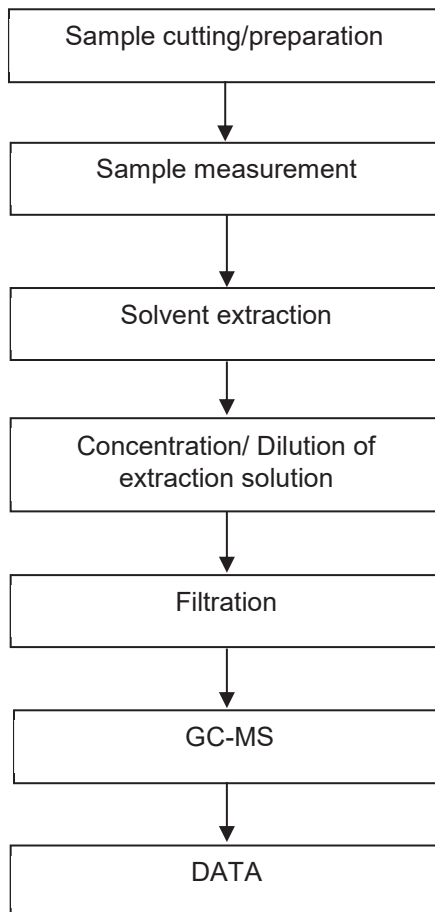 Sample cutting/preparation
Sample measurement
Solvent extraction
Concentration/ Dilution of
extraction solution
Filtration
GC-MS
DATA